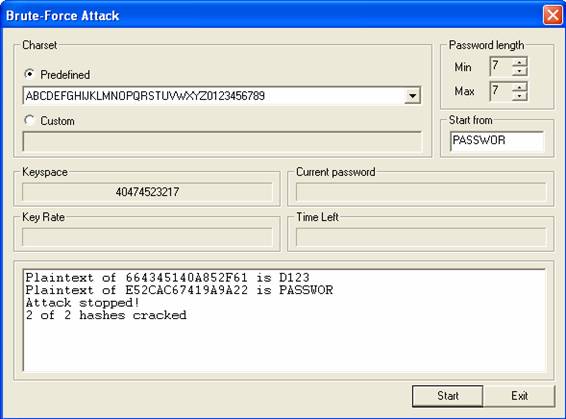 Brute-Force Attack
Charset
Predefined
ABCDEFGHIJKLMNOPQRSTUVWXYZ0123456789
Custom
Password length
Min 7
Max 7
Start from
PASSWOR
Keyspace
40474523217
Current password
Key Rate
Time Left
Plaintext of 664345140A852F61 is D123
Plaintext of E52CAC67419A9A22 is PASSWOR
Attack stopped!
2 of 2 hashes cracked
Start
Exit